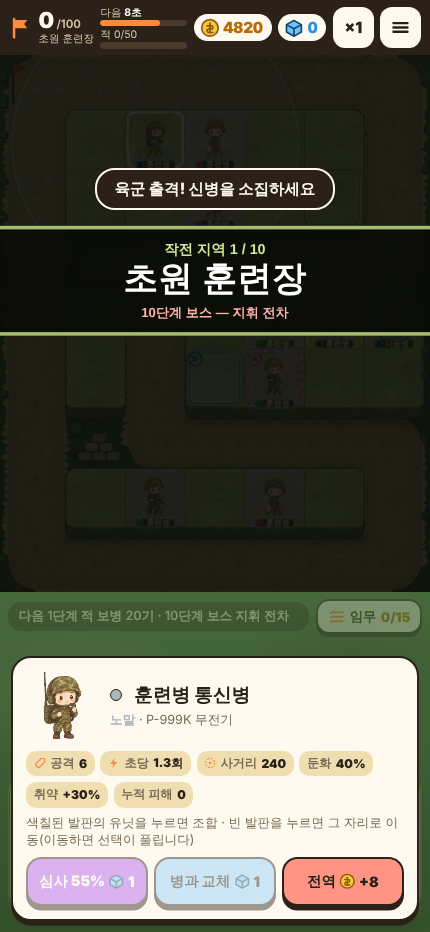 0 /100
초원 훈련장
다음 8초
적 0/50
4820
0
×1
육군 출격! 신병을 소집하세요
작전 지역 1 / 10
초원 훈련장
10단계 보스 — 지휘 전차
다음 1단계 적 보병 20기 · 10단계 보스 지휘 전차
임무 0/15
훈련병 통신병
노말 · P-999K 무전기
공격 6
초당 1.3회
사거리 240
둔화 40%
취약 +30%
누적 피해 0
색칠된 발판의 유닛을 누르면 조합 · 빈 발판을 누르면 그 자리로 이
동(이동하면 선택이 풀립니다)
심사 55% 1
병과 교체 1
전역 +8